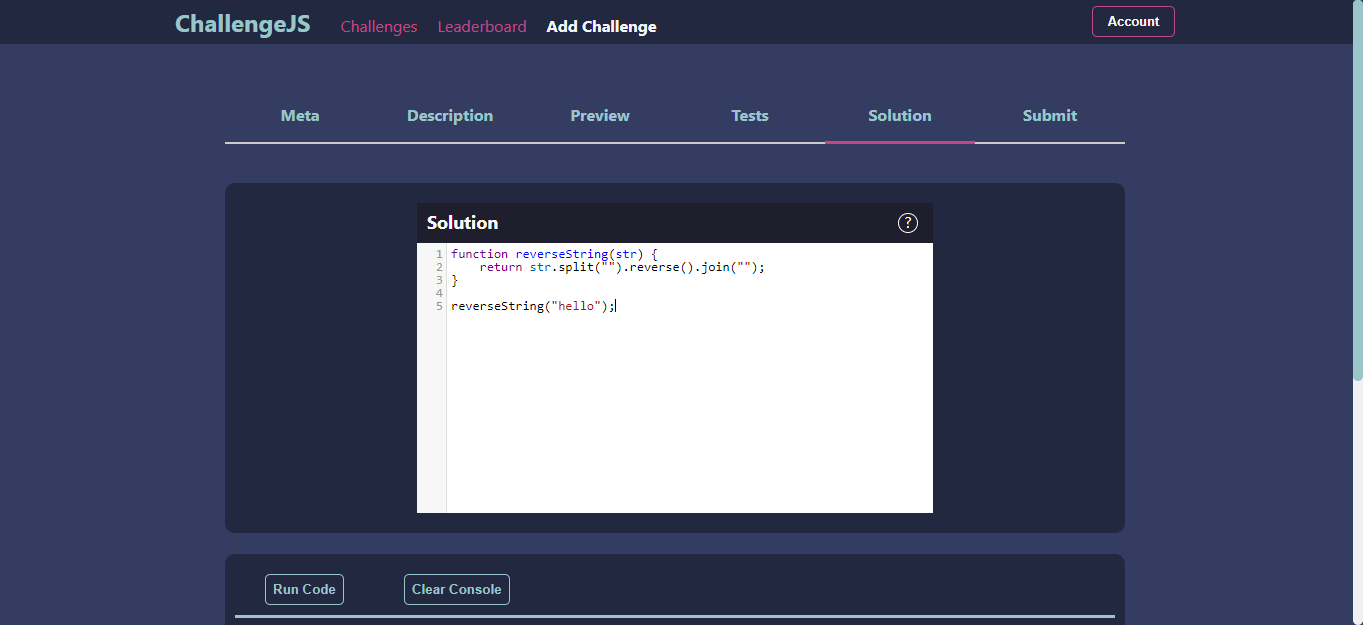 ChallengeJS Challenges Leaderboard Add Challenge Account
Meta Description Preview Tests Solution Submit
Solution ?
1 function reverseString(str) {
2     return str.split("").reverse().join("");
3 }
4
5 reverseString("hello");
Run Code Clear Console